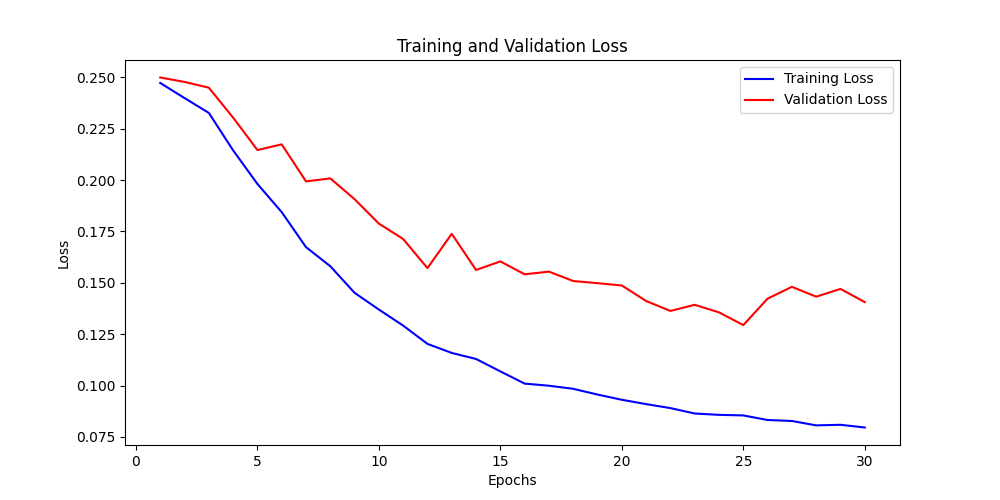 Training and Validation Loss
Training Loss
Validation Loss
0.250
0.225
0.200
0.175
0.150
0.125
0.100
0.075
Loss
0 5 10 15 20 25 30
Epochs